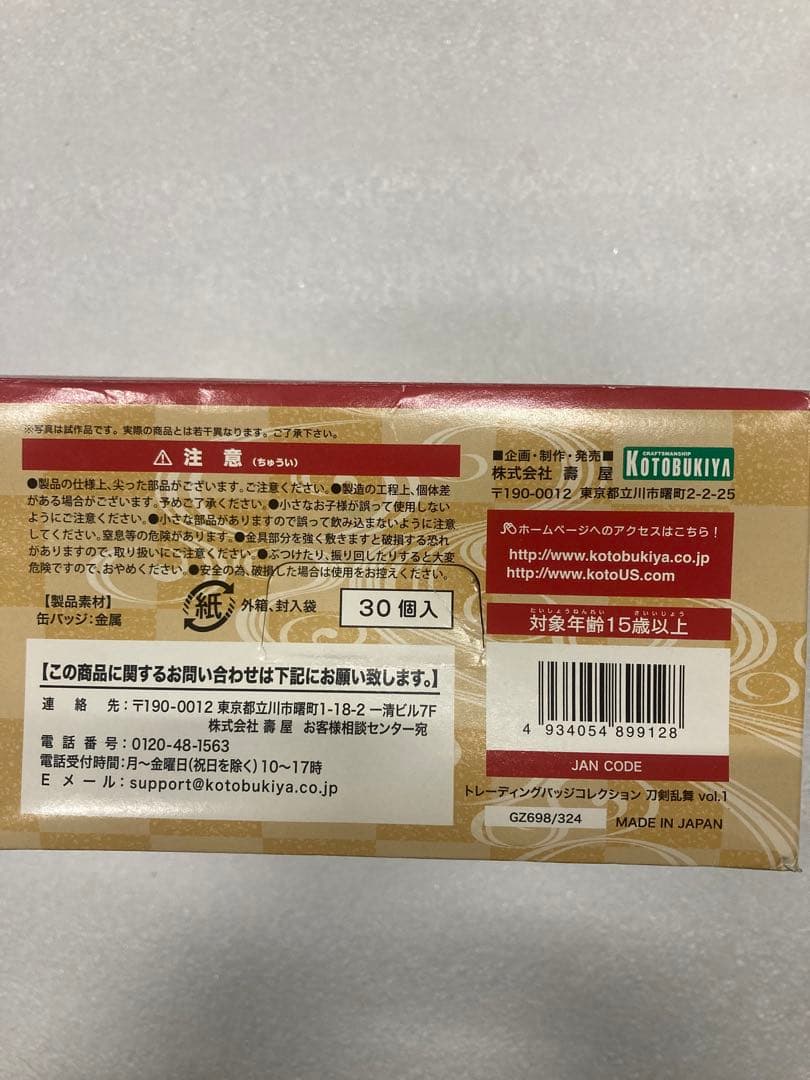 ※写真は試作品です。実際の商品とは若干異なります。ご了承下さい。
⚠ 注 意 (ちゅうい)
●製品の仕様上、尖った部品がございます。ご注意ください。●製造の工程上、個体差
がある場合がございます。予めご了承ください。●小さなお子様が誤って使用しない
ようにご注意ください。●小さな部品がありますので誤って飲み込まないように注意
してください。窒息等の危険があります。●金具部分を強く敷きますと破損する恐れ
がありますので、取り扱いにご注意ください。●ぶつけたり、振り回したりすると大変
危険ですので、おやめください。●安全の為、破損した場合は使用をお控えください。
【製品素材】
缶バッジ:金属
紙
外箱、封入袋
30個入
【この商品に関するお問い合わせは下記にお願い致します。】
連絡先:〒190-0012 東京都立川市曙町1-18-2 一清ビル7F
株式会社 壽屋 お客様相談センター宛
電話番号:0120-48-1563
電話受付時間:月～金曜日(祝日を除く)10～17時
Eメール:support@kotobukiya.co.jp
■企画・制作・発売■
株式会社 壽屋
CRAFTSMANSHIP
KOTOBUKIYA
〒190-0012 東京都立川市曙町2-2-25
ホームページへのアクセスはこちら!
http://www.kotobukiya.co.jp
http://www.kotoUS.com
たいしょうねんれい さいいじょう
対象年齢15歳以上
4 934054 899128
JAN CODE
トレーディングバッジコレクション 刀剣乱舞 vol.1
GZ698/324
MADE IN JAPAN